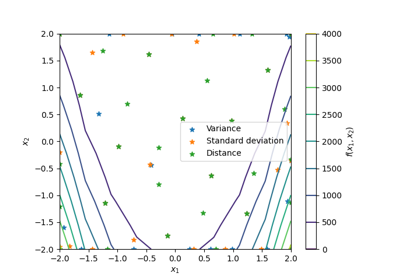 2.0
1.5
1.0
0.5
0.0
−0.5
−1.0
−1.5
−2.0
x₂
−2.0 −1.5 −1.0 −0.5 0.0 0.5 1.0 1.5 2.0
x₁
Variance
Standard deviation
Distance
4000
3500
3000
2500
2000
1500
1000
500
0
f(x₁, x₂)